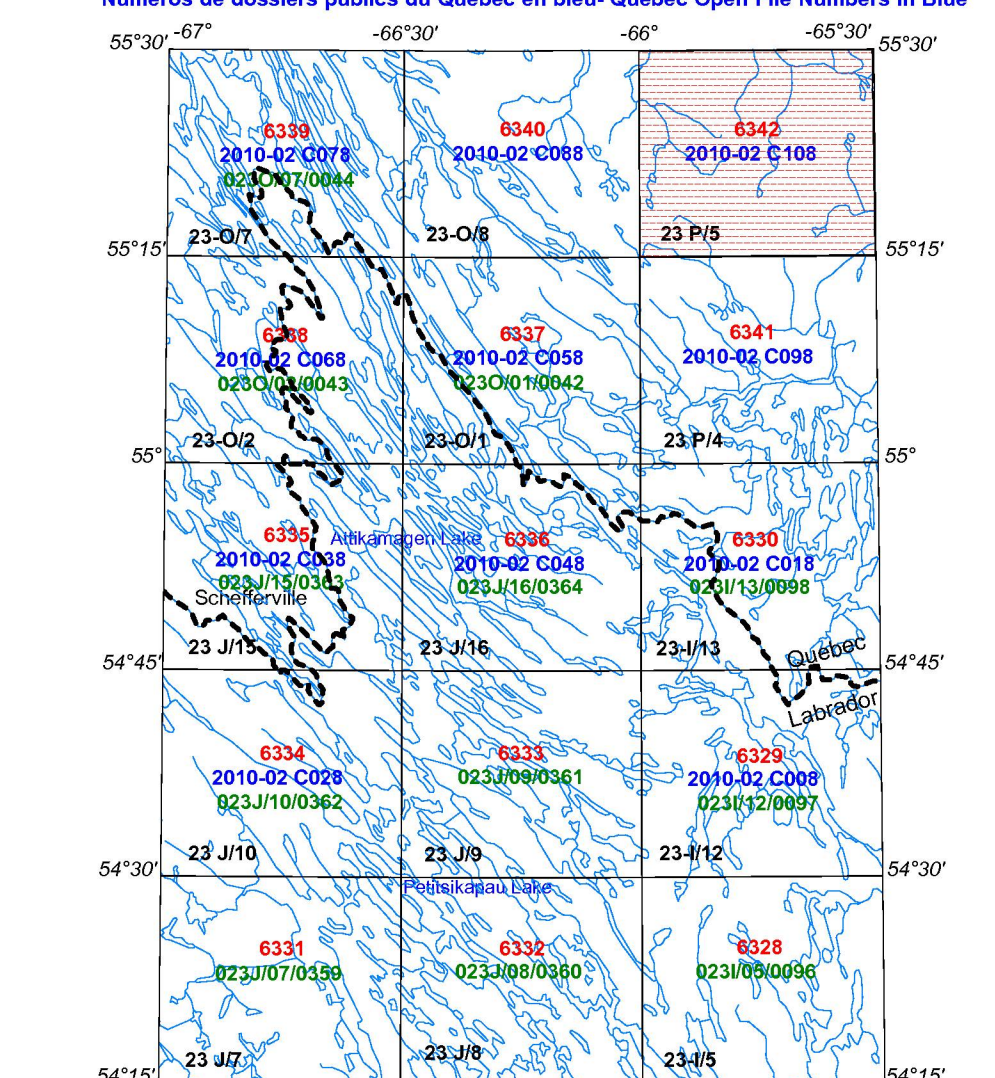 Numéros de dossiers publics du Québec en bleu- Quebec Open File Numbers in Blue
-67° -66°30′ -66° -65°30′
55°30′ 55°30′
6339 6340 6342
2010-02 C078 2010-02 C088 2010-02 C108
023O/07/0044
23-O/7 23-O/8 23 P/5
55°15′ 55°15′
6338 6337 6341
2010-02 C068 2010-02 C058 2010-02 C098
023O/02/0043 023O/01/0042
23-O/2 23-O/1 23 P/4
55° 55°
6335 Attikamagen Lake 6336 6330
2010-02 C038 2010-02 C048 2010-02 C018
023J/15/0363 023J/16/0364 023I/13/0098
Schefferville
23 J/15 23 J/16 23-I/13
Québec
54°45′ 54°45′
Labrador
6334 6333 6329
2010-02 C028 023J/09/0361 2010-02 C008
023J/10/0362 023I/12/0097
23 J/10 23 J/9 23-I/12
54°30′ 54°30′
Petitsikapau Lake
6331 6332 6328
023J/07/0359 023J/08/0360 023I/05/0096
23 J/7 23 J/8 23-I/5
54°15′ 54°15′